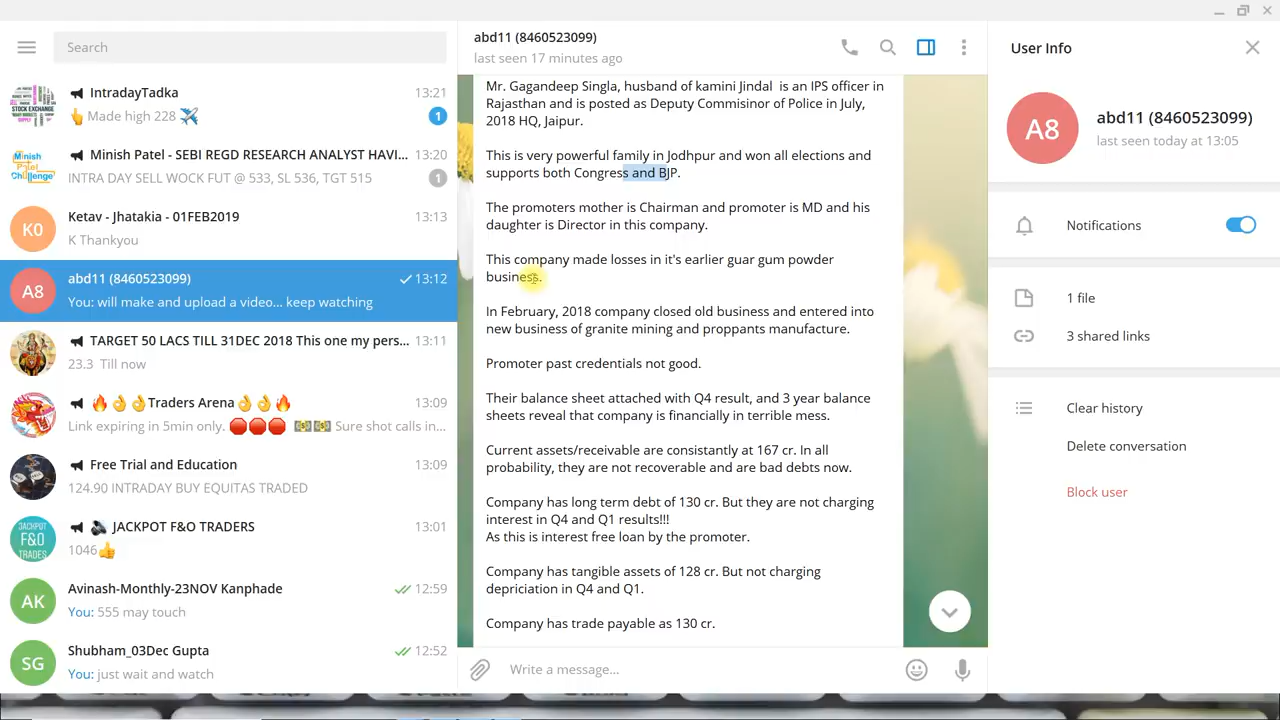 Search
IntradayTadka
13:21
👆 Made high 228 ✈️
1
Minish Patel - SEBI REGD RESEARCH ANALYST HAVI...
13:20
INTRA DAY SELL WOCK FUT @ 533, SL 536, TGT 515
1
Ketav - Jhatakia - 01FEB2019
13:13
K Thankyou
abd11 (8460523099)
13:12
You: will make and upload a video... keep watching
TARGET 50 LACS TILL 31DEC 2018 This one my pers...
13:11
23.3 Till now
🔥👌👌Traders Arena👌👌🔥
13:09
Link expiring in 5min only. 🛑🛑🛑 💵💵 Sure shot calls in...
Free Trial and Education
13:09
124.90 INTRADAY BUY EQUITAS TRADED
JACKPOT F&O TRADERS
13:01
1046👍
Avinash-Monthly-23NOV Kanphade
12:59
You: 555 may touch
Shubham_03Dec Gupta
12:52
You: just wait and watch
K0
A8
AK
SG
Minish
Patel
Challenge
STOCK EXCHANGE
JACKPOT
F&O
TRADES
abd11 (8460523099)
last seen 17 minutes ago
Mr. Gagandeep Singla, husband of kamini Jindal is an IPS officer in
Rajasthan and is posted as Deputy Commisinor of Police in July,
2018 HQ, Jaipur.
This is very powerful family in Jodhpur and won all elections and
supports both Congress and BJP.
The promoters mother is Chairman and promoter is MD and his
daughter is Director in this company.
This company made losses in it's earlier guar gum powder
business.
In February, 2018 company closed old business and entered into
new business of granite mining and proppants manufacture.
Promoter past credentials not good.
Their balance sheet attached with Q4 result, and 3 year balance
sheets reveal that company is financially in terrible mess.
Current assets/receivable are consistantly at 167 cr. In all
probability, they are not recoverable and are bad debts now.
Company has long term debt of 130 cr. But they are not charging
interest in Q4 and Q1 results!!!
As this is interest free loan by the promoter.
Company has tangible assets of 128 cr. But not charging
depriciation in Q4 and Q1.
Company has trade payable as 130 cr.
Write a message...
User Info
A8
abd11 (8460523099)
last seen today at 13:05
Notifications
1 file
3 shared links
Clear history
Delete conversation
Block user